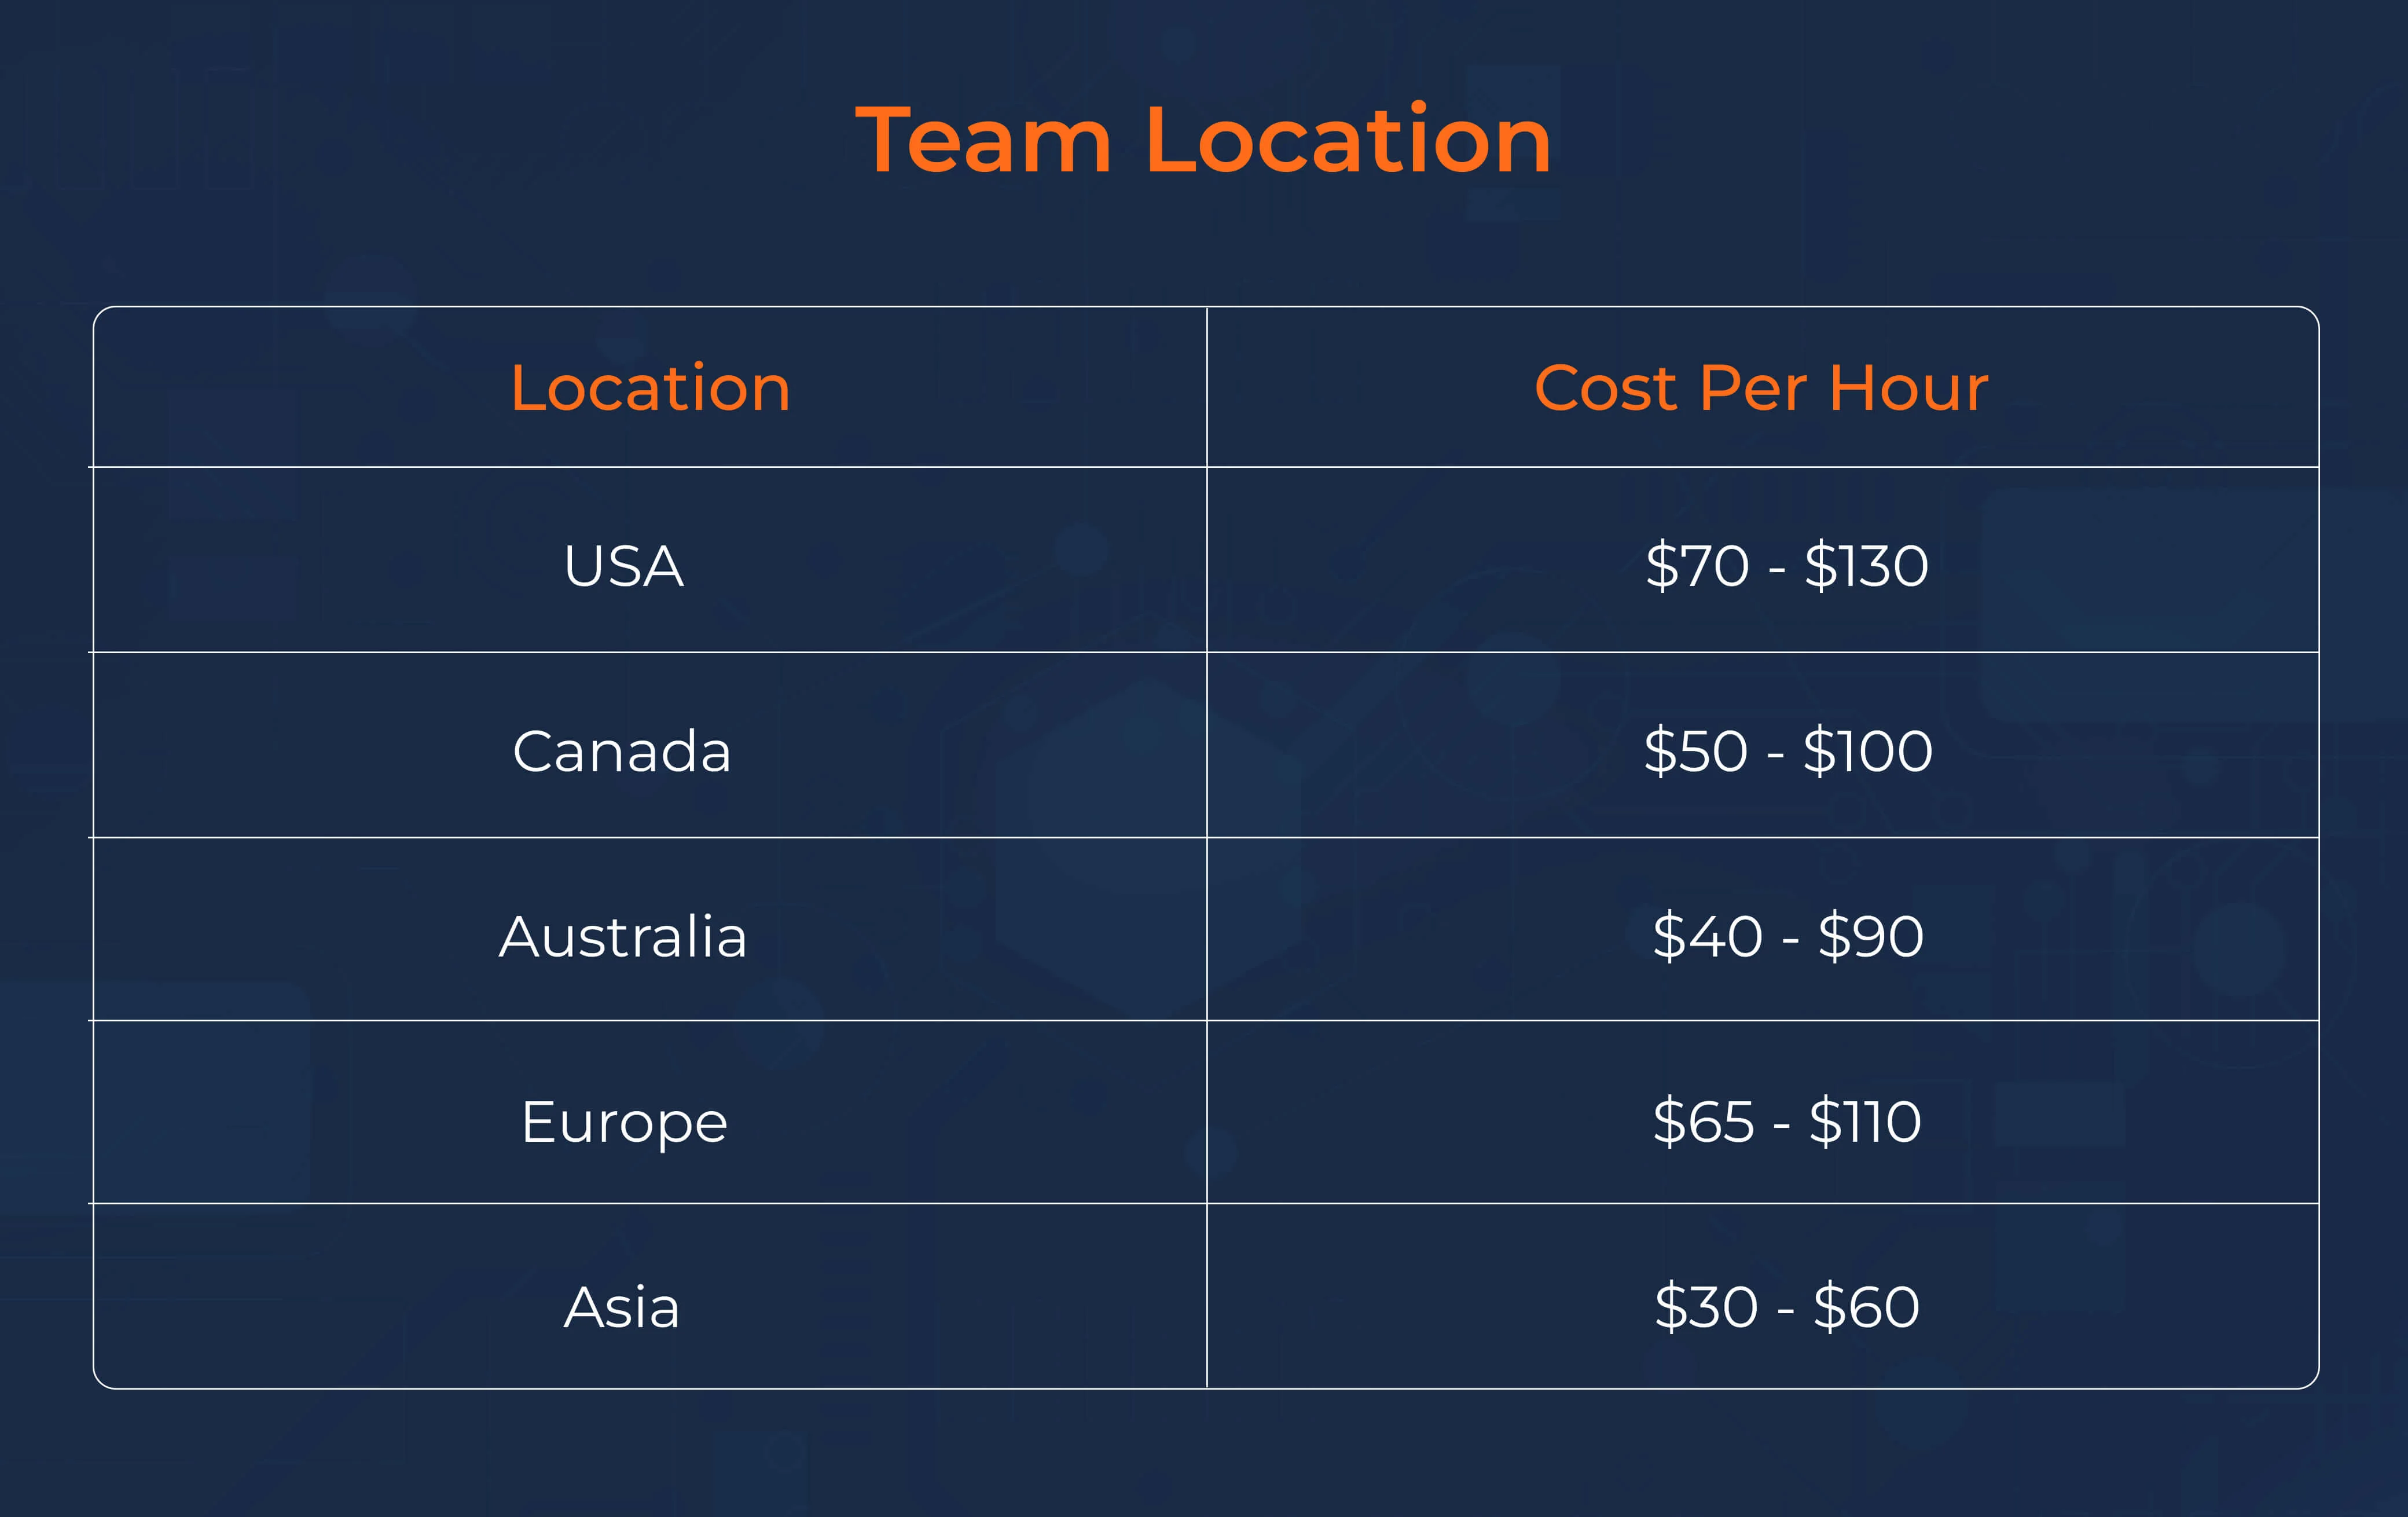 Team Location
Location Cost Per Hour
USA $70 - $130
Canada $50 - $100
Australia $40 - $90
Europe $65 - $110
Asia $30 - $60